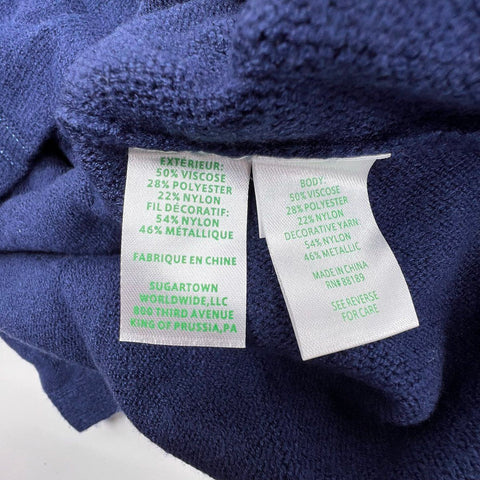 EXTÉRIEUR:
50% VISCOSE
28% POLYESTER
22% NYLON
FIL DÉCORATIF:
54% NYLON
46% MÉTALLIQUE
FABRIQUE EN CHINE
SUGARTOWN
WORLDWIDE,LLC
800 THIRD AVENUE
KING OF PRUSSIA,PA
BODY:
50% VISCOSE
28% POLYESTER
22% NYLON
DECORATIVE YARN:
54% NYLON
46% METALLIC
MADE IN CHINA
RN# 88189
SEE REVERSE
FOR CARE